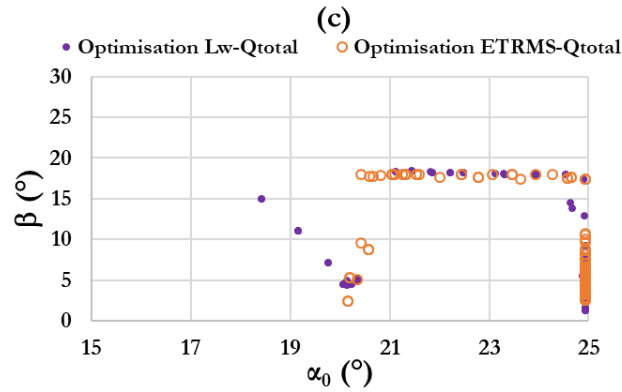 (c)
Optimisation Lw-Qtotal Optimisation ETRMS-Qtotal
30
25
20
15
10
5
0
β (°)
15 17 19 21 23 25
α₀ (°)